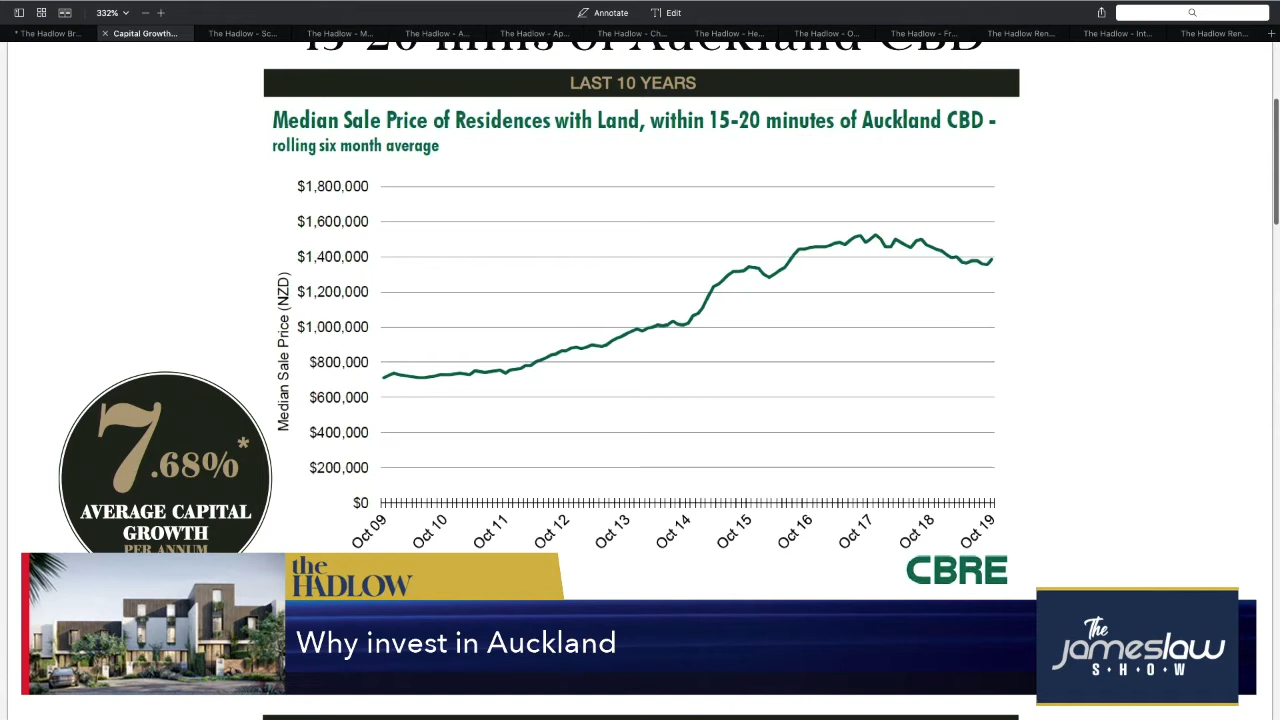 332%
Annotate
Edit
* The Hadlow Br...
Capital Growth...
The Hadlow - Sc...
The Hadlow - M...
The Hadlow - A...
The Hadlow - Ap...
The Hadlow - Ch...
The Hadlow - He...
The Hadlow - O...
The Hadlow - Fr...
The Hadlow Ren...
The Hadlow - Int...
The Hadlow Ren...
15-20 mins of Auckland CBD
LAST 10 YEARS
Median Sale Price of Residences with Land, within 15-20 minutes of Auckland CBD -
rolling six month average
Median Sale Price (NZD)
$1,800,000
$1,600,000
$1,400,000
$1,200,000
$1,000,000
$800,000
$600,000
$400,000
$200,000
$0
Oct 09
Oct 10
Oct 11
Oct 12
Oct 13
Oct 14
Oct 15
Oct 16
Oct 17
Oct 18
Oct 19
7.68%*
AVERAGE CAPITAL
GROWTH
PER ANNUM
CBRE
the
HADLOW
Why invest in Auckland
The
jameslaw
SHOW